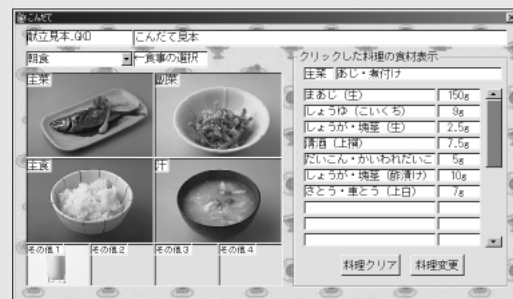 こんだて
献立見本.GKD
こんだて見本
朝食
←食事の選択
主菜
副菜
主食
汁
その他1
その他2
その他3
その他4
クリックした料理の食材表示
主菜
あじ・煮付け
まあじ（生） 150g
しょうゆ（こいくち） 9g
しょうが・塊茎（生） 2.5g
清酒（上撰） 7.5g
だいこん・かいわれだいこ 5g
しょうが・塊茎（酢漬け） 10g
さとう・車とう（上白） 7g
料理クリア
料理変更